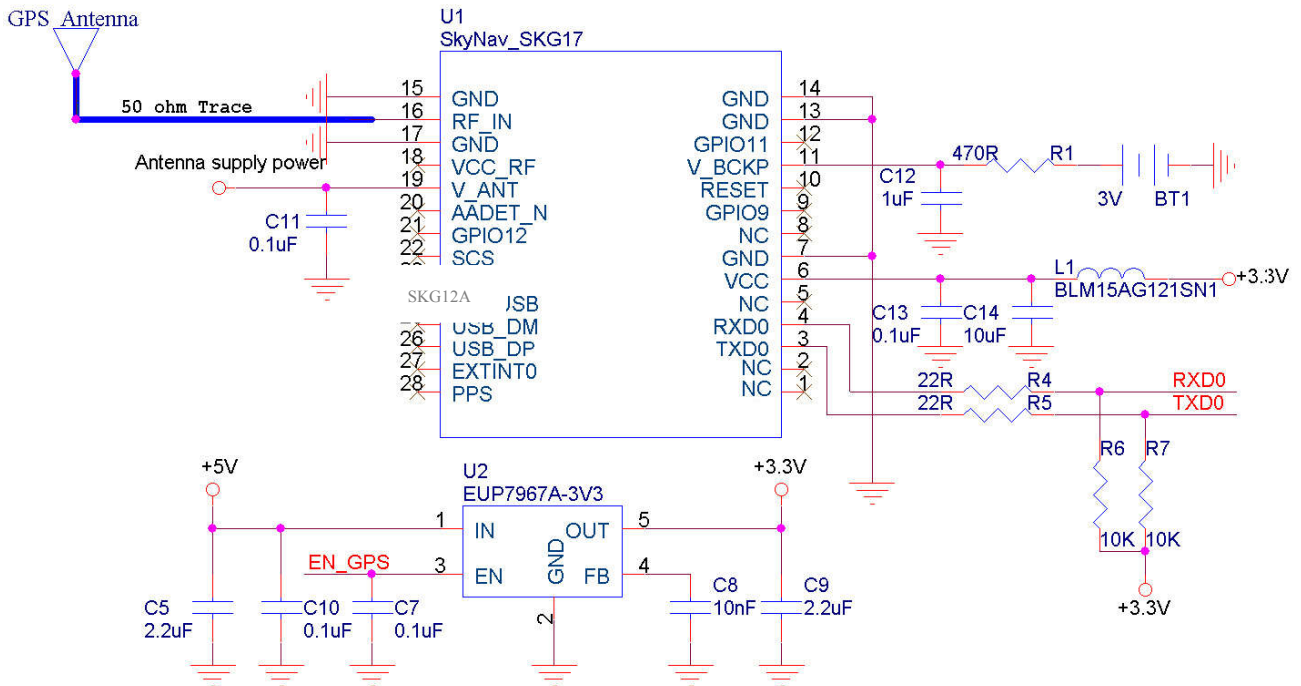 GPS Antenna
U1
SkyNav_SKG17
50 ohm Trace
Antenna supply power
15 GND
16 RF_IN
17 GND
18 VCC_RF
19 V_ANT
20 AADET_N
21 GPIO12
22 SCS
SKG12A
USB
USB_DM
26 USB_DP
27 EXTINT0
28 PPS
GND 14
GND 13
GPIO11 12
V_BCKP 11
RESET 10
GPIO9 9
NC 8
GND 7
VCC 6
NC 5
RXD0 4
TXD0 3
NC 2
NC 1
C11
0.1uF
470R R1
C12
1uF
3V BT1
L1
BLM15AG121SN1
+3.3V
C13
0.1uF
C14
10uF
22R R4 RXD0
22R R5 TXD0
R6 R7
10K 10K
+3.3V
+5V
U2
EUP7967A-3V3
+3.3V
1 IN
OUT 5
EN_GPS
3 EN
GND
FB 4
2
C5
2.2uF
C10
0.1uF
C7
0.1uF
C8
10nF
C9
2.2uF